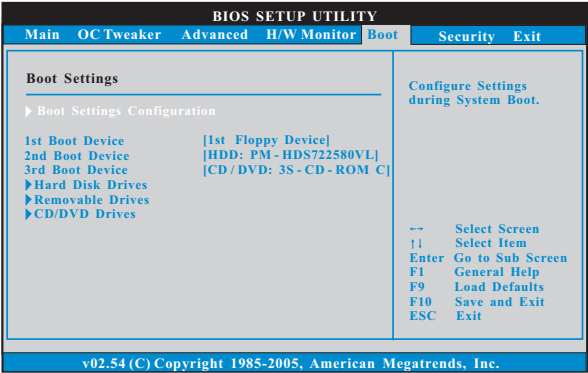 BIOS SETUP UTILITY
Main OC Tweaker Advanced H/W Monitor Boot Security Exit
Boot Settings
Boot Settings Configuration
1st Boot Device [1st Floppy Device]
2nd Boot Device [HDD: PM - HDS722580VL]
3rd Boot Device [CD / DVD: 3S - CD - ROM C]
Hard Disk Drives
Removable Drives
CD/DVD Drives
Configure Settings
during System Boot.
←→ Select Screen
↑↓ Select Item
Enter Go to Sub Screen
F1 General Help
F9 Load Defaults
F10 Save and Exit
ESC Exit
v02.54 (C) Copyright 1985-2005, American Megatrends, Inc.